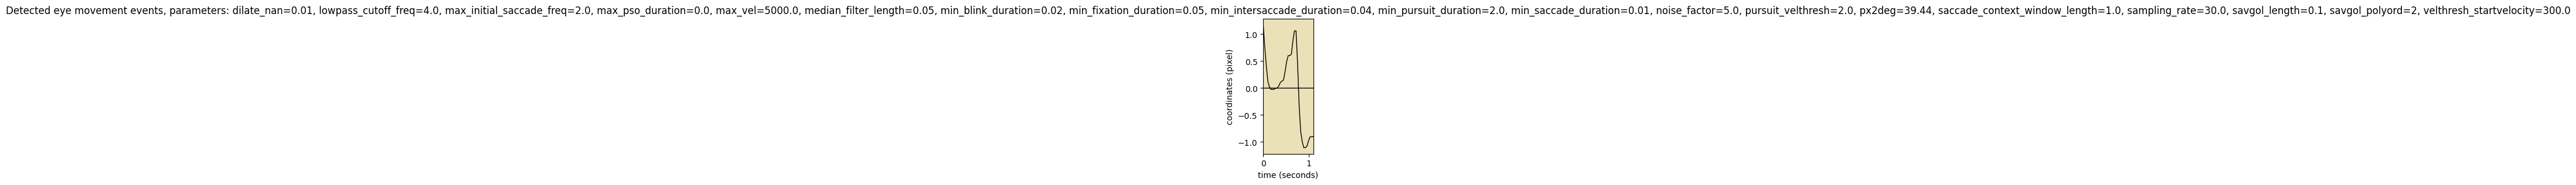 Detected eye movement events, parameters: dilate_nan=0.01, lowpass_cutoff_freq=4.0, max_initial_saccade_freq=2.0, max_pso_duration=0.0, max_vel=5000.0, median_filter_length=0.05, min_blink_duration=0.02, min_fixation_duration=0.05, min_intersaccade_duration=0.04, min_pursuit_duration=2.0, min_saccade_duration=0.01, noise_factor=5.0, pursuit_velthresh=2.0, px2deg=39.44, saccade_context_window_length=1.0, sampling_rate=30.0, savgol_length=0.1, savgol_polyord=2, velthresh_startvelocity=300.0
coordinates (pixel)
1.0
0.5
0.0
−0.5
−1.0
0 1
time (seconds)